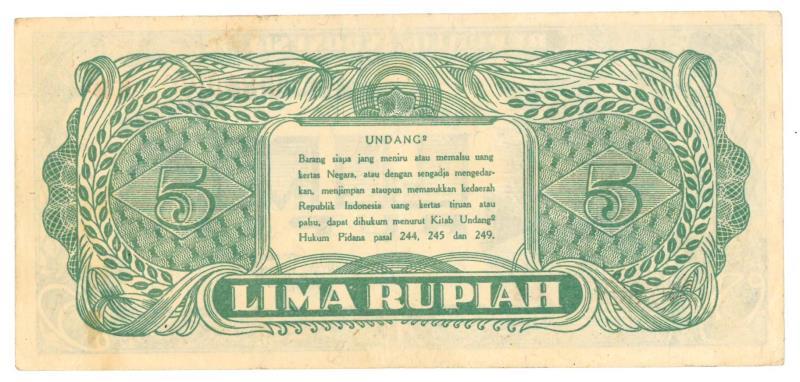 UNDANG²
Barang siapa jang meniru atau memalsu uang
kertas Negara, atau dengan sengadja mengedar-
kan, menjimpan ataupun memasukkan kedaerah
Republik Indonesia uang kertas tiruan atau
palsu, dapat dihukum menurut Kitab Undang²
Hukum Pidana pasal 244, 245 dan 249.
5
5
LIMA RUPIAH